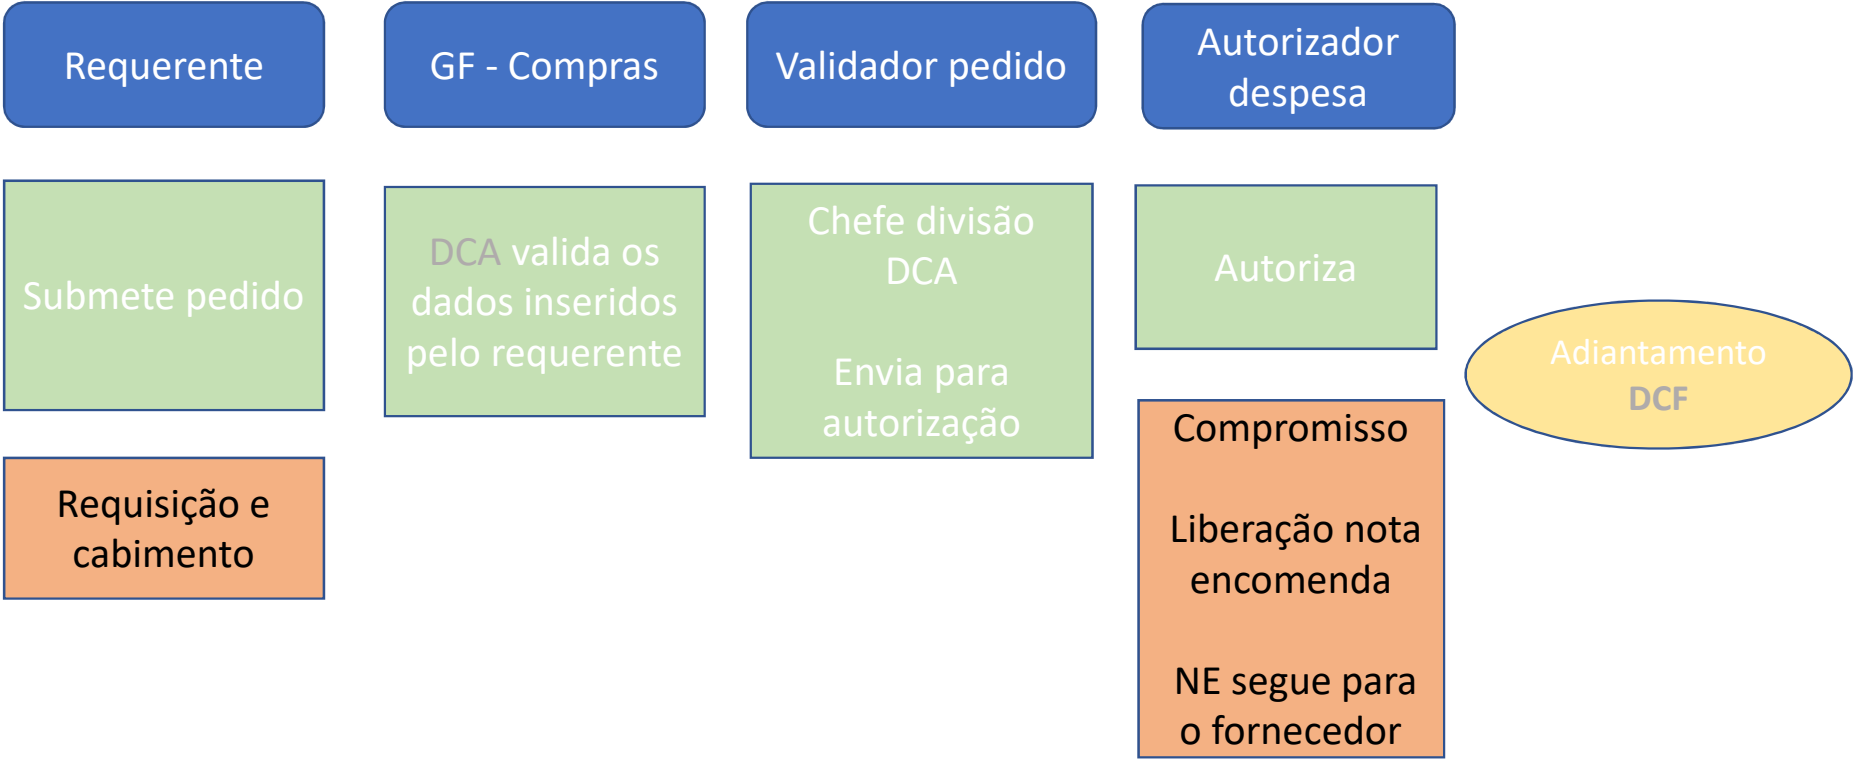 Requerente
GF - Compras
Validador pedido
Autorizador
despesa
Submete pedido
DCA valida os
dados inseridos
pelo requerente
Chefe divisão
DCA
Envia para
autorização
Autoriza
Adiantamento
DCF
Requisição e
cabimento
Compromisso
Liberação nota
encomenda
NE segue para
o fornecedor